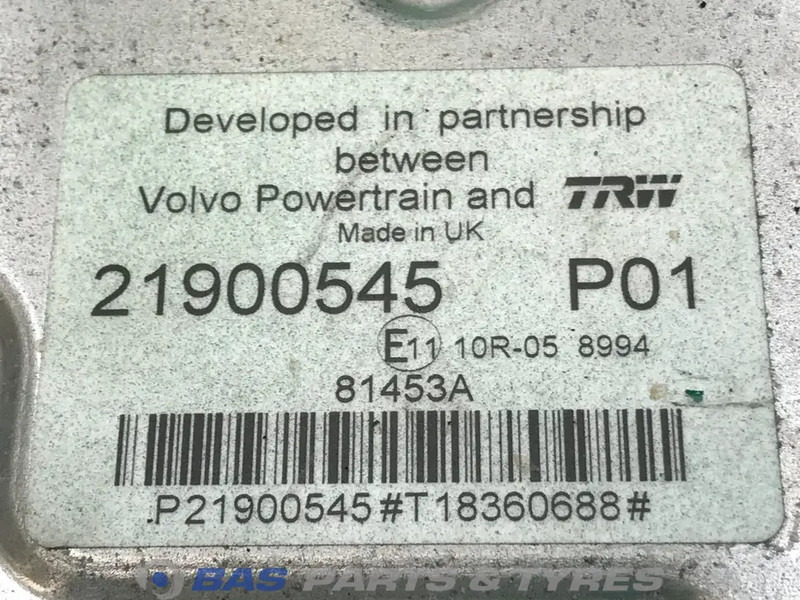 Developed in partnership
between
Volvo Powertrain and TRW
Made in UK
21900545 P01
E11 10R-05 8994
81453A
P21900545#T18360688#
BAS PARTS & TYRES